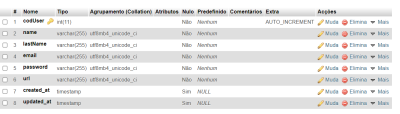 # Nome Tipo Agrupamento (Collation) Atributos Nulo Predefinido Comentários Extra Acções
1 codUser int(11) Não Nenhum AUTO_INCREMENT Muda Elimina Mais
2 name varchar(255) utf8mb4_unicode_ci Não Nenhum Muda Elimina Mais
3 lastName varchar(255) utf8mb4_unicode_ci Não Nenhum Muda Elimina Mais
4 email varchar(255) utf8mb4_unicode_ci Não Nenhum Muda Elimina Mais
5 password varchar(255) utf8mb4_unicode_ci Não Nenhum Muda Elimina Mais
6 url varchar(255) utf8mb4_unicode_ci Não Nenhum Muda Elimina Mais
7 created_at timestamp Sim NULL Muda Elimina Mais
8 updated_at timestamp Sim NULL Muda Elimina Mais